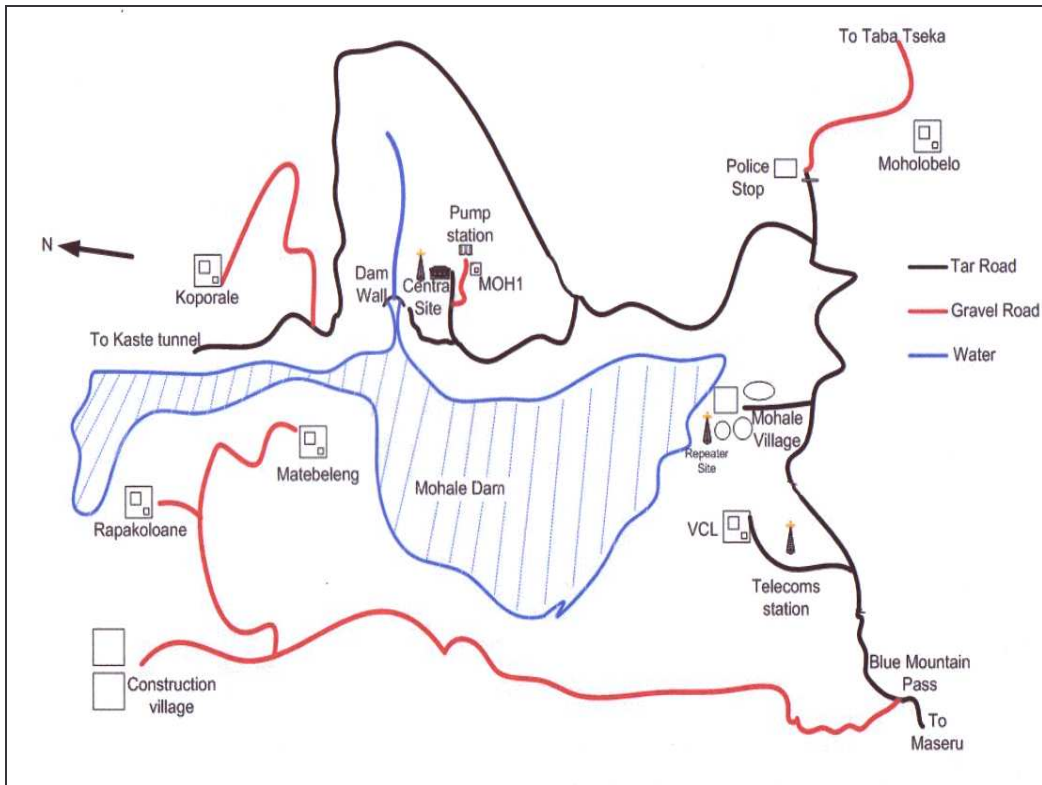 To Taba Tseka
Moholobelo
Police
Stop
Pump
station
N
Koporale
Dam
Wall
Central
Site
MOH1
Tar Road
To Kaste tunnel
Gravel Road
Water
Mohale
Village
Repeater
Site
Matebeleng
Mohale Dam
Rapakoloane
VCL
Telecoms
station
Blue Mountain
Pass
Construction
village
To
Maseru